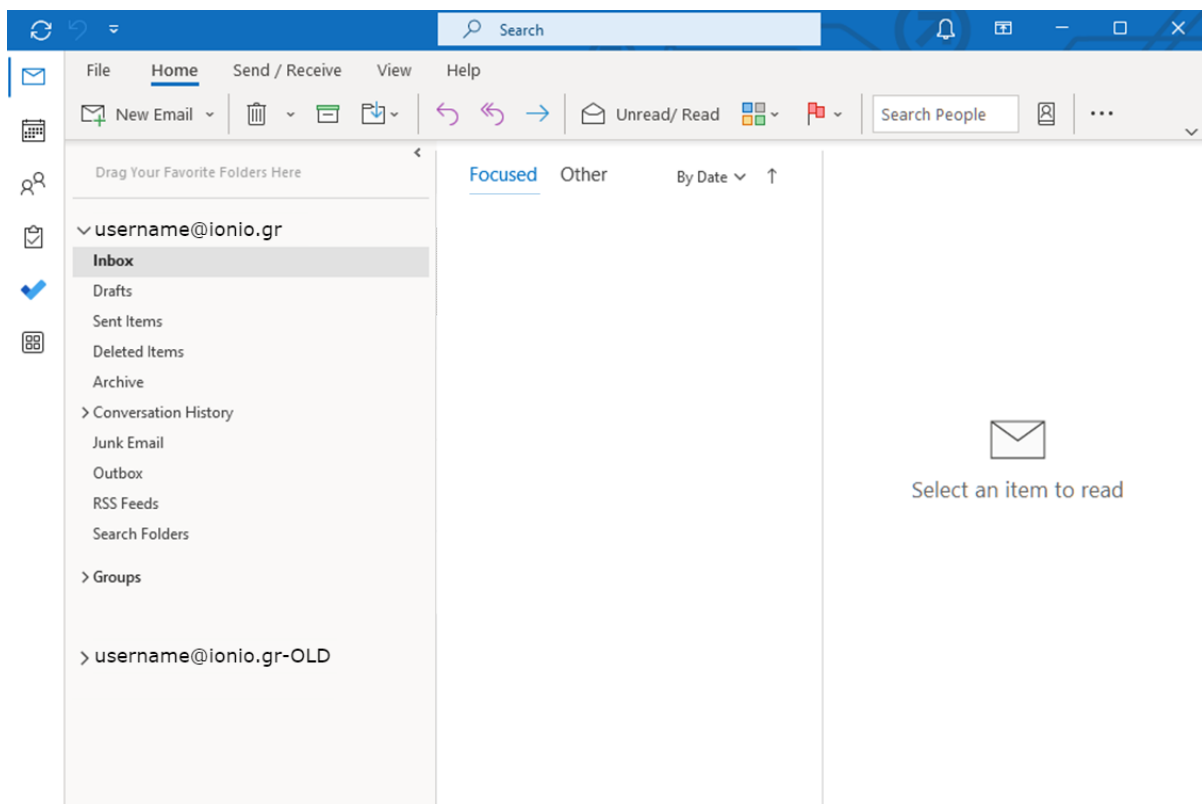 Search
File Home Send / Receive View Help
New Email Unread/ Read Search People
Drag Your Favorite Folders Here
Focused Other By Date
username@ionio.gr
Inbox
Drafts
Sent Items
Deleted Items
Archive
Conversation History
Junk Email
Outbox
RSS Feeds
Search Folders
Groups
username@ionio.gr-OLD
Select an item to read